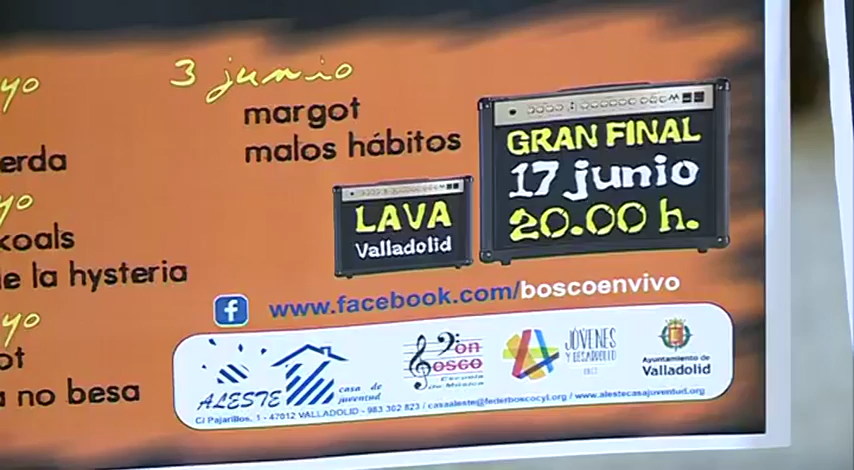 yo
erda
yo
koals
e la hysteria
yo
ot
a no besa
3 junio
margot
malos hábitos
LAVA
Valladolid
GRAN FINAL
17 junio
20.00 h.
f www.facebook.com/boscoenvivo
ALESTE
casa de
juventud
Don
Bosco
Escuela
de Música
JÓVENES
Y DESARROLLO
Ayuntamiento de
Valladolid
C/ Pajarillos, 1 - 47012 VALLADOLID - 983 302 823 / casaaleste@federboscocyl.org / www.alestecasajuventud.org